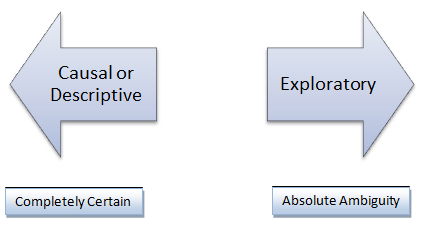 Causal or
Descriptive
Exploratory
Completely Certain
Absolute Ambiguity